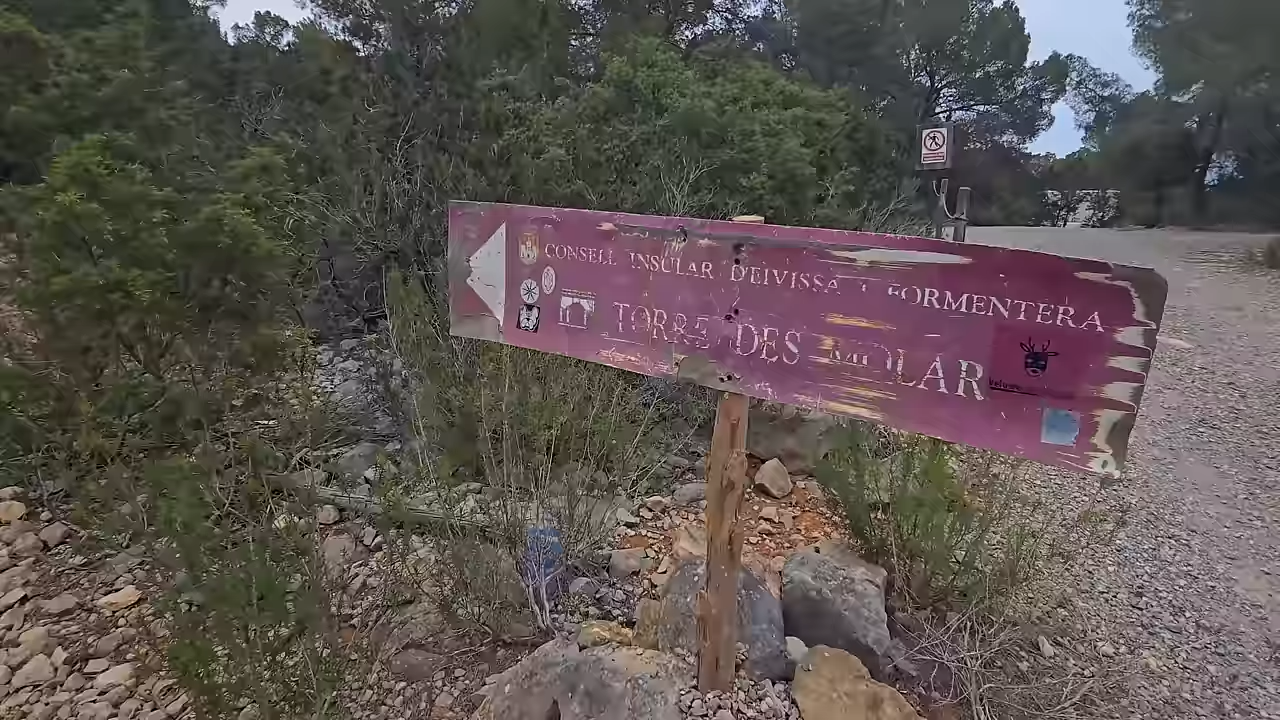 CONSELL INSULAR D'EIVISSA I FORMENTERA
TORRE DES MOLAR